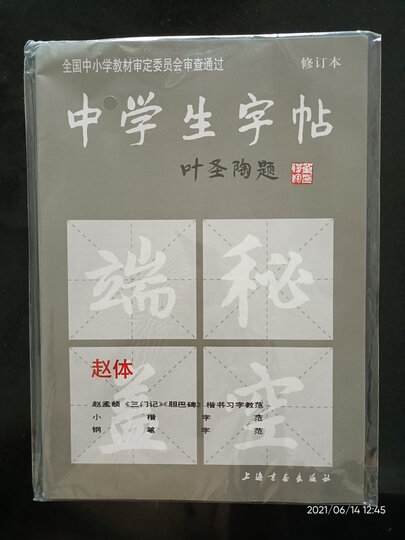 全国中小学教材审定委员会审查通过
修订本
中学生字帖
叶圣陶题
端秘
益空
赵体
赵孟頫《三门记》《胆巴碑》楷书习字教范
小楷字范
钢笔字范
上海书画出版社
2021/06/14 12:45